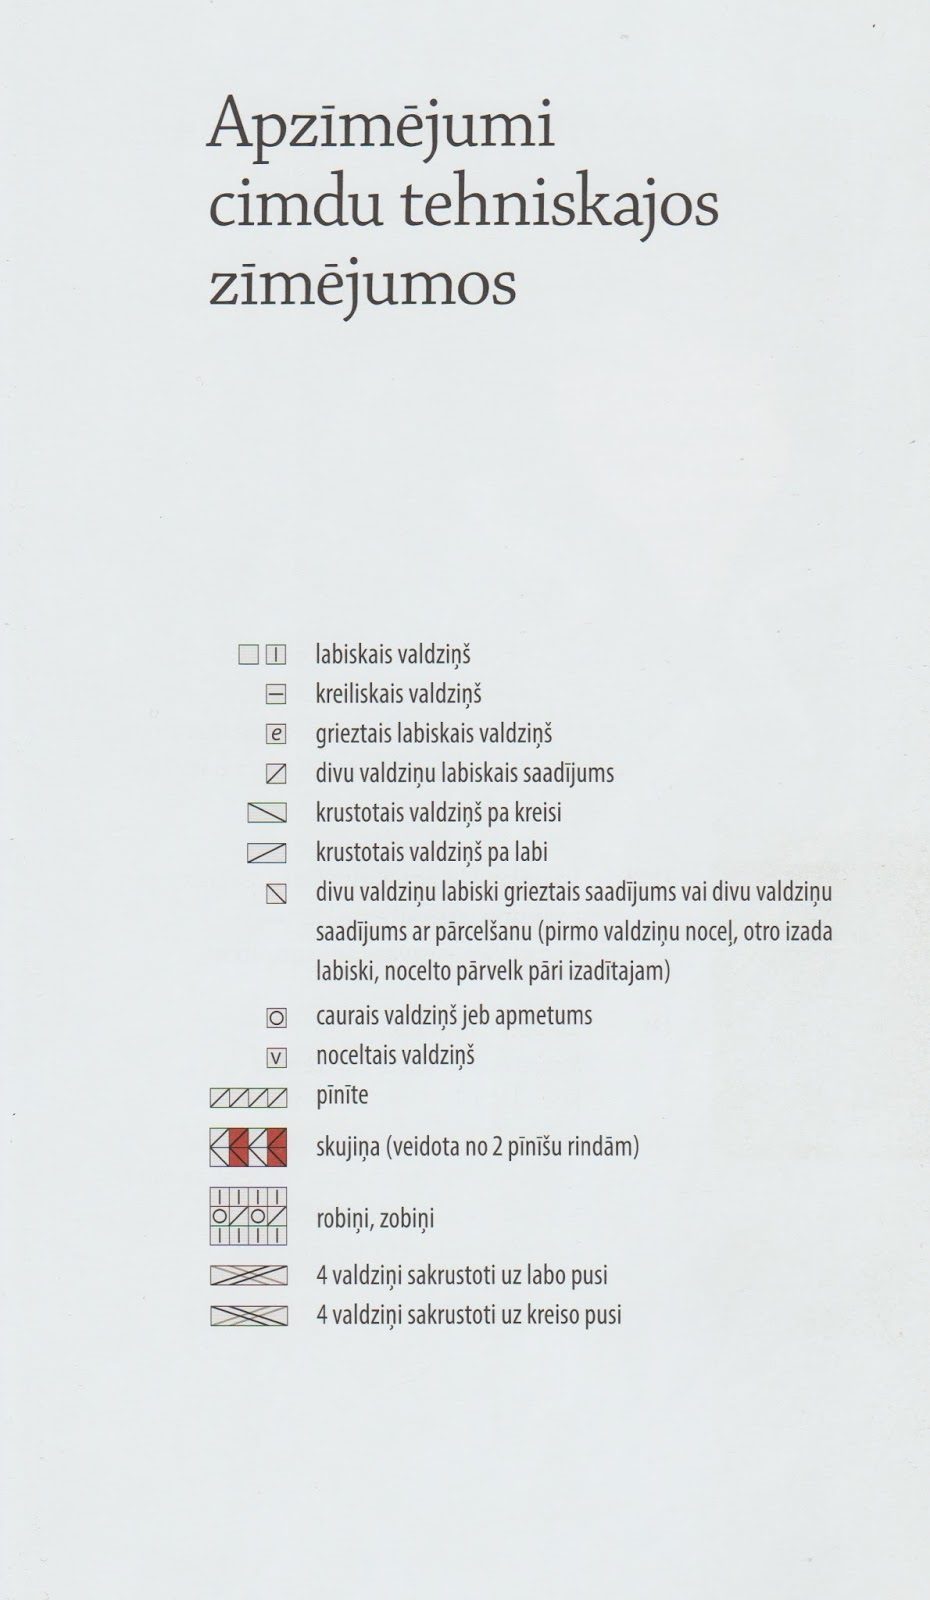 Apzīmējumi
cimdu tehniskajos
zīmējumos
labiskais valdziņš
kreiliskais valdziņš
e grieztais labiskais valdziņš
divu valdziņu labiskais saadījums
krustotais valdziņš pa kreisi
krustotais valdziņš pa labi
divu valdziņu labiski grieztais saadījums vai divu valdziņu
saadījums ar pārcelšanu (pirmo valdziņu noceļ, otro izada
labiski, nocelto pārvelk pāri izadītajam)
caurais valdziņš jeb apmetums
v noceltais valdziņš
pīnīte
skujiņa (veidota no 2 pīnīšu rindām)
robiņi, zobiņi
4 valdziņi sakrustoti uz labo pusi
4 valdziņi sakrustoti uz kreiso pusi